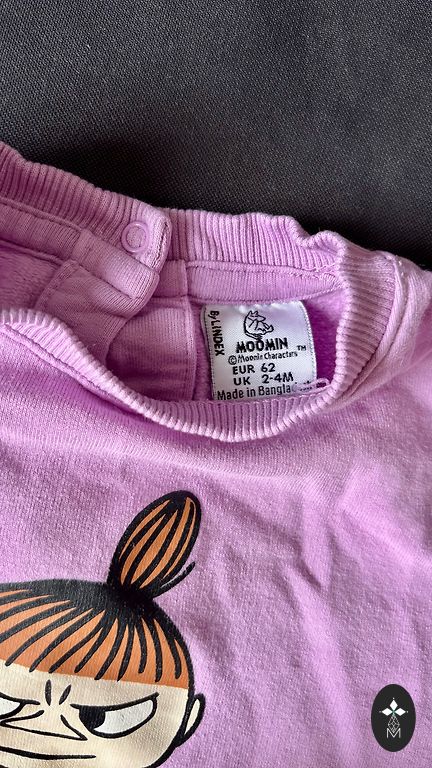 By LINDEX
MOOMIN ™
© Moomin Characters
EUR 62
UK 2-4M
Made in Bangla
M